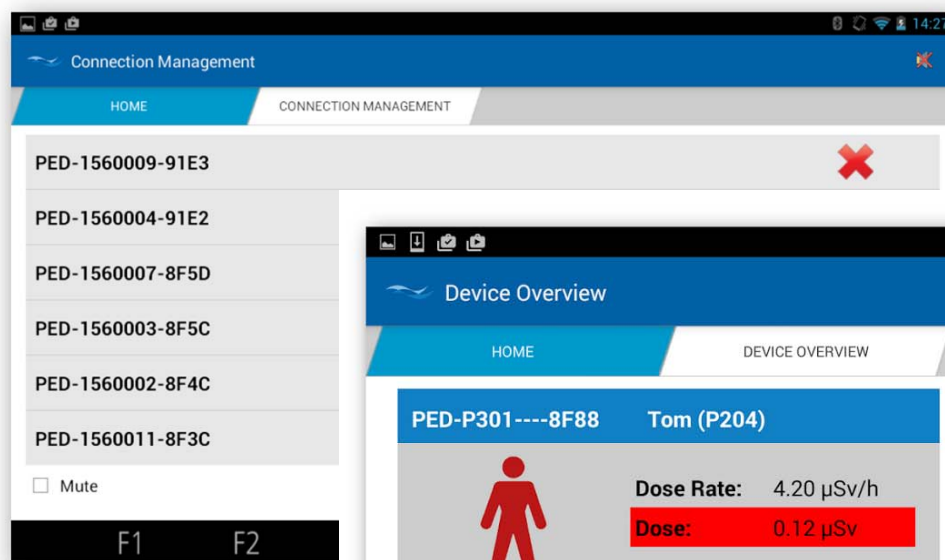 14:27
Connection Management
HOME CONNECTION MANAGEMENT
PED-1560009-91E3
PED-1560004-91E2
PED-1560007-8F5D
PED-1560003-8F5C
PED-1560002-8F4C
PED-1560011-8F3C
Mute
F1 F2
Device Overview
HOME DEVICE OVERVIEW
PED-P301----8F88 Tom (P204)
Dose Rate: 4.20 µSv/h
Dose: 0.12 µSv